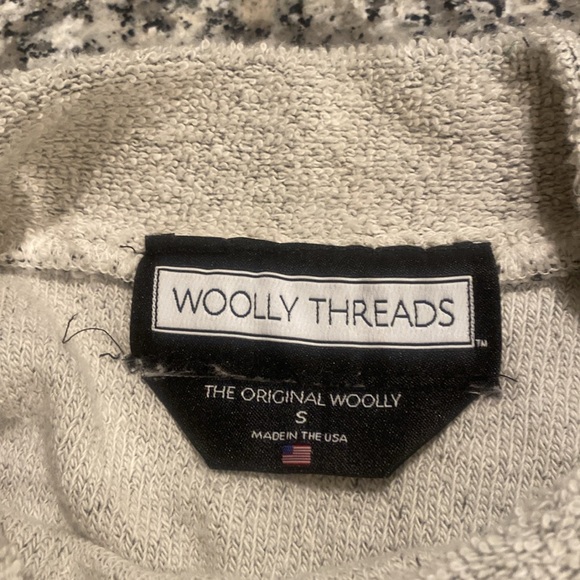 WOOLLY THREADS
TM
THE ORIGINAL WOOLLY
S
MADE IN THE USA